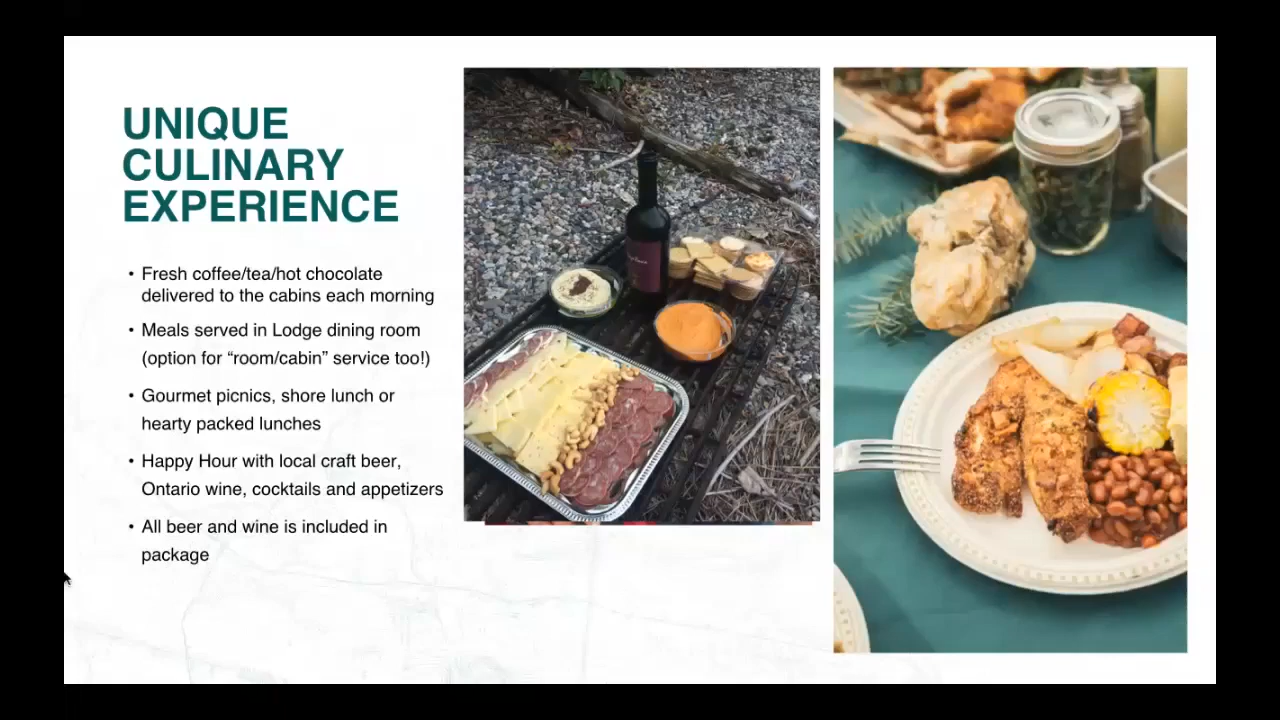 UNIQUE
CULINARY
EXPERIENCE
• Fresh coffee/tea/hot chocolate
delivered to the cabins each morning
• Meals served in Lodge dining room
(option for “room/cabin” service too!)
• Gourmet picnics, shore lunch or
hearty packed lunches
• Happy Hour with local craft beer,
Ontario wine, cocktails and appetizers
• All beer and wine is included in
package